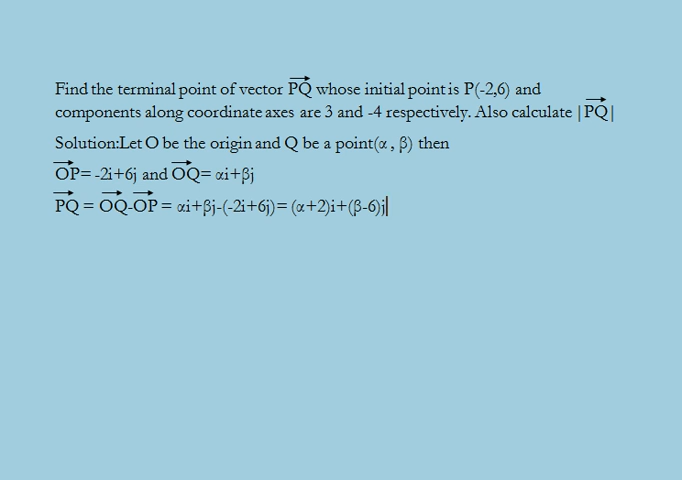 Find the terminal point of vector PQ whose initial point is P(-2,6) and
components along coordinate axes are 3 and -4 respectively. Also calculate |PQ|
Solution:Let O be the origin and Q be a point(α , β) then
OP= -2i+6j and OQ= αi+βj
PQ = OQ-OP= αi+βj-(-2i+6j)= (α+2)i+(β-6)j